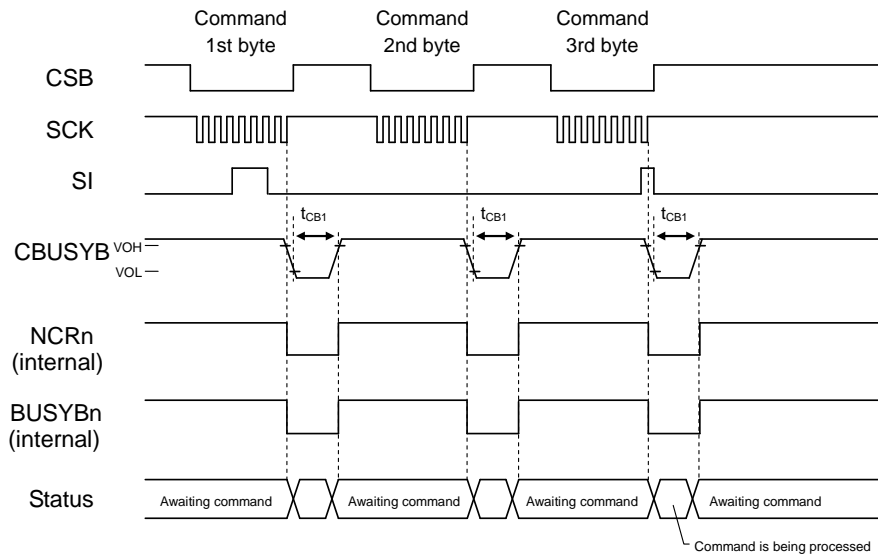 Command
1st byte
Command
2nd byte
Command
3rd byte
CSB
SCK
SI
tCB1
tCB1
tCB1
CBUSYB
VOH
VOL
NCRn
(internal)
BUSYBn
(internal)
Status
Awaiting command
Awaiting command
Awaiting command
Awaiting command
Command is being processed